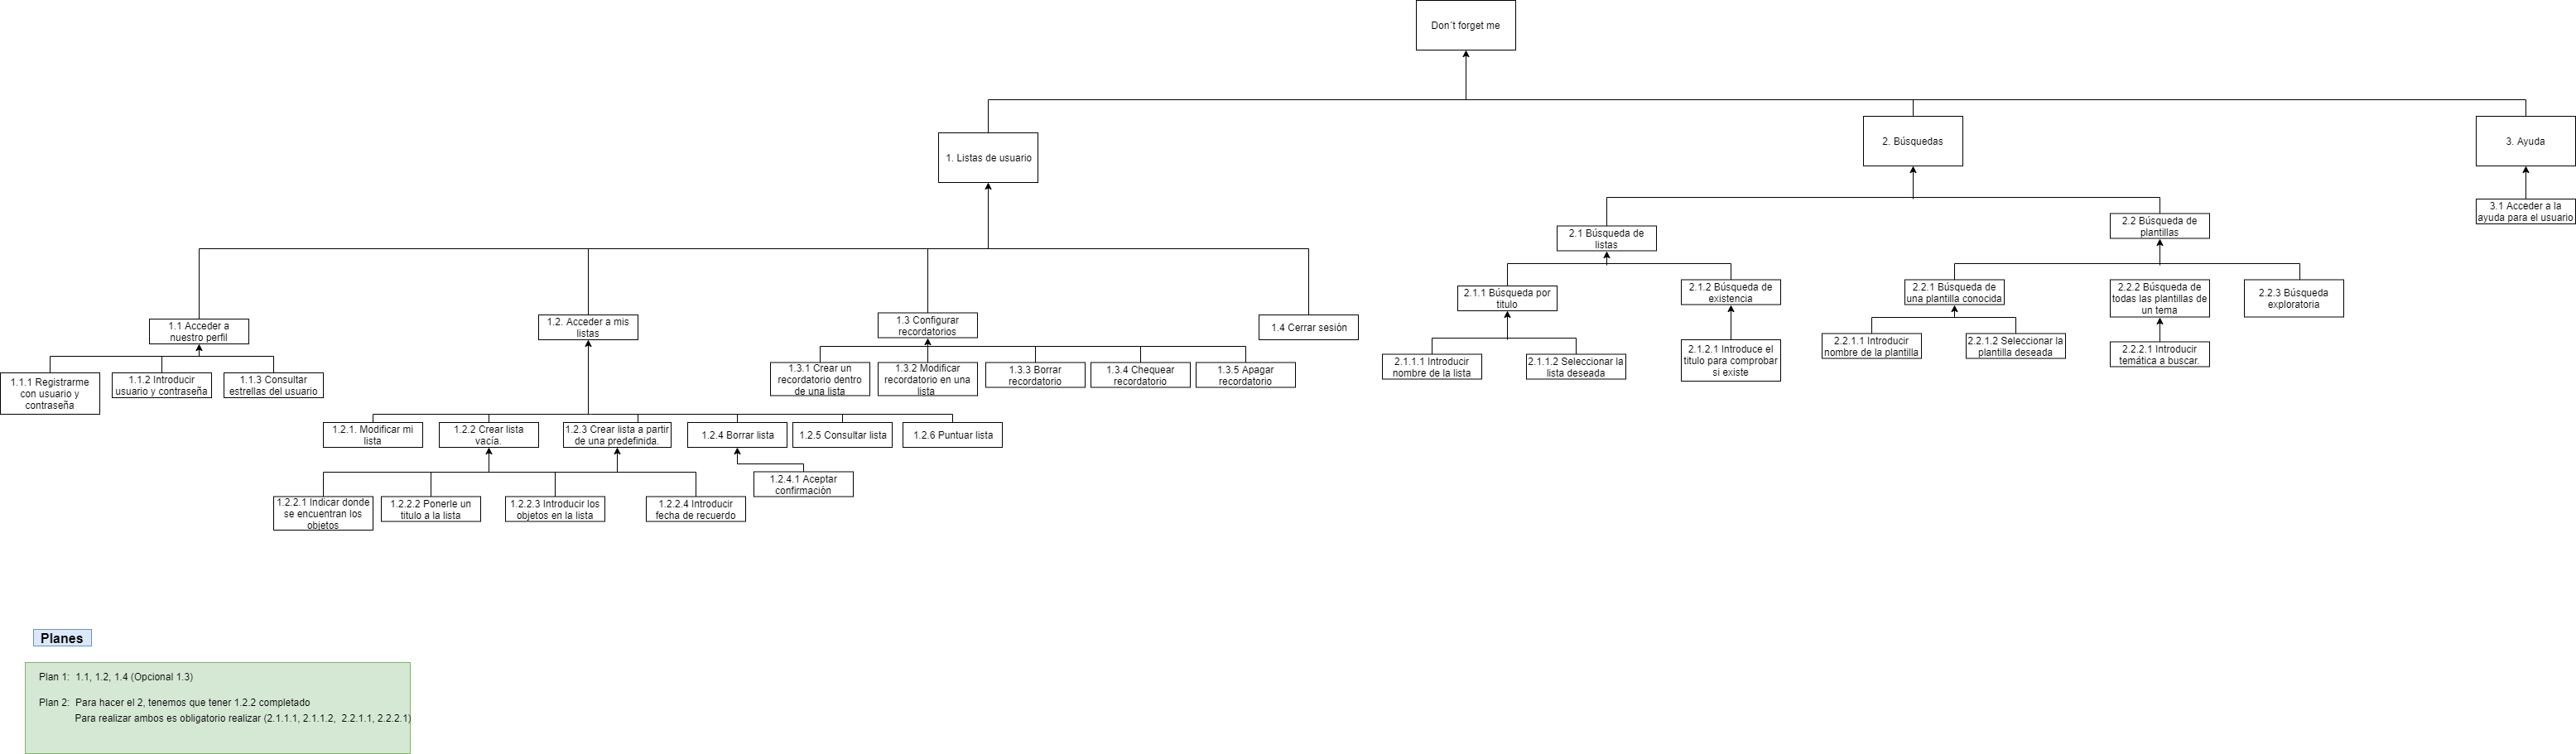 Don´t forget me
1. Listas de usuario
2. Búsquedas
3. Ayuda
3.1 Acceder a la
ayuda para el usuario
2.1 Búsqueda de
listas
2.2 Búsqueda de
plantillas
2.1.1 Búsqueda por
titulo
2.1.2 Búsqueda de
existencia
2.2.1 Búsqueda de
una plantilla conocida
2.2.2 Búsqueda de
todas las plantillas de
un tema
2.2.3 Búsqueda
exploratoria
1.1 Acceder a
nuestro perfil
1.2. Acceder a mis
listas
1.3 Configurar
recordatorios
1.4 Cerrar sesión
2.1.1.1 Introducir
nombre de la lista
2.1.1.2 Seleccionar la
lista deseada
2.1.2.1 Introduce el
titulo para comprobar
si existe
2.2.1.1 Introducir
nombre de la plantilla
2.2.1.2 Seleccionar la
plantilla deseada
2.2.2.1 Introducir
temática a buscar.
1.1.1 Registrarme
con usuario y
contraseña
1.1.2 Introducir
usuario y contraseña
1.1.3 Consultar
estrellas del usuario
1.3.1 Crear un
recordatorio dentro
de una lista
1.3.2 Modificar
recordatorio en una
lista
1.3.3 Borrar
recordatorio
1.3.4 Chequear
recordatorio
1.3.5 Apagar
recordatorio
1.2.1. Modificar mi
lista
1.2.2 Crear lista
vacía.
1.2.3 Crear lista a partir
de una predefinida.
1.2.4 Borrar lista
1.2.5 Consultar lista
1.2.6 Puntuar lista
1.2.4.1 Aceptar
confirmación
1.2.2.1 Indicar donde
se encuentran los
objetos
1.2.2.2 Ponerle un
titulo a la lista
1.2.2.3 Introducir los
objetos en la lista
1.2.2.4 Introducir
fecha de recuerdo
Planes
Plan 1: 1.1, 1.2, 1.4 (Opcional 1.3)
Plan 2: Para hacer el 2, tenemos que tener 1.2.2 completado
Para realizar ambos es obligatorio realizar (2.1.1.1, 2.1.1.2, 2.2.1.1, 2.2.2.1)